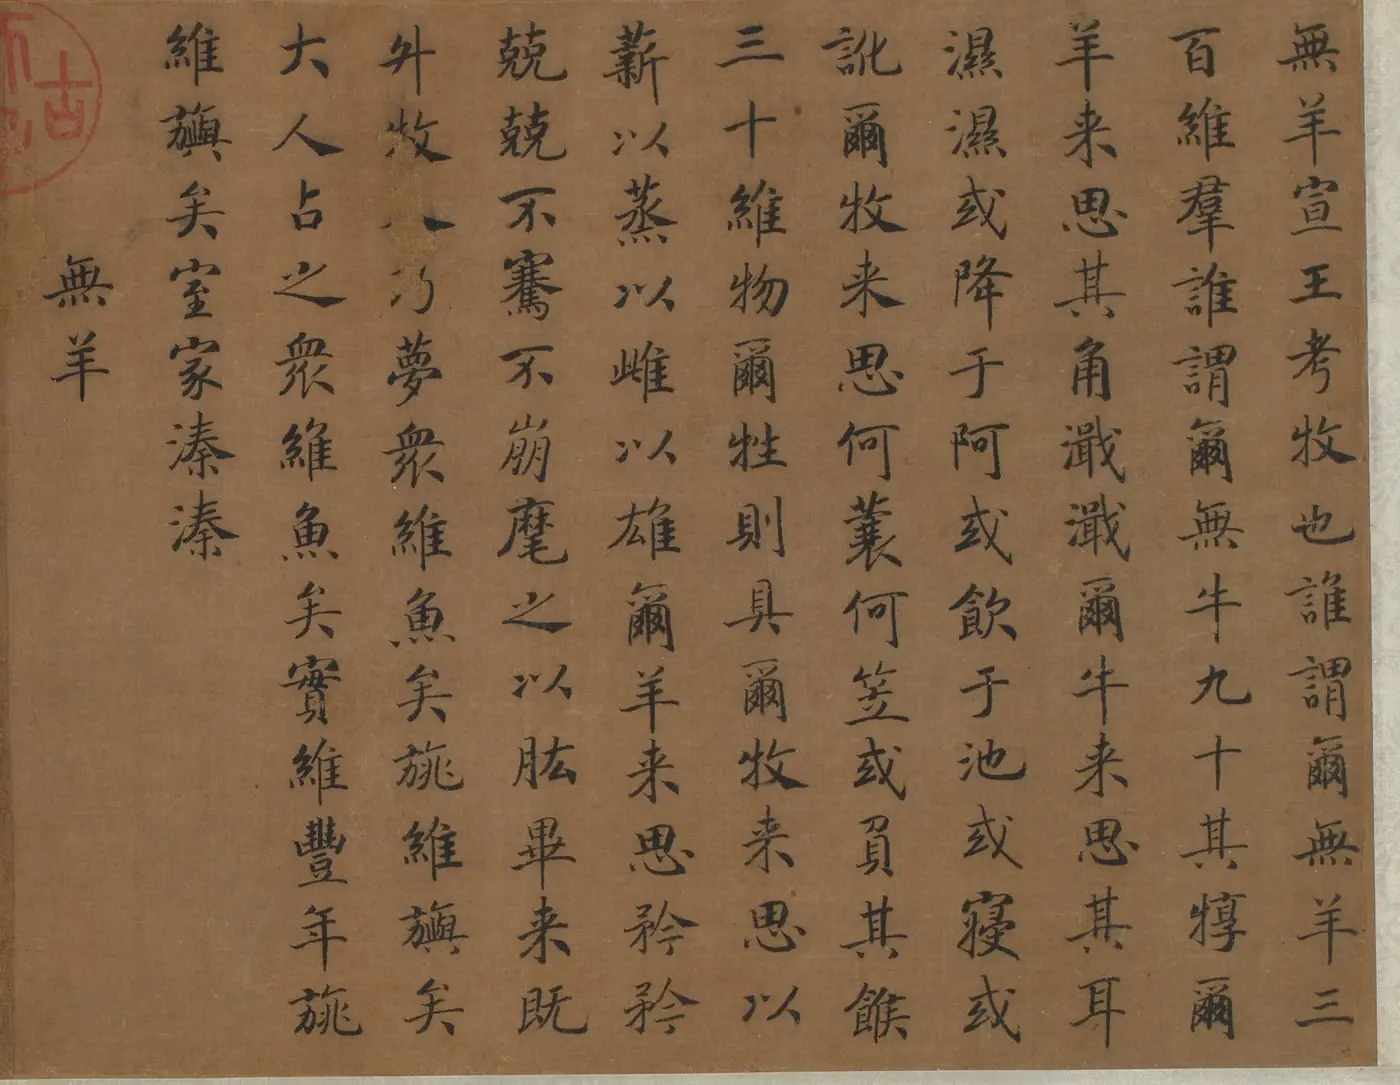 無羊宣王考牧也誰謂爾無羊三
百維羣誰謂爾無牛九十其犉爾
羊来思其角濈濈爾牛来思其耳
濕濕或降于阿或飲于池或寢或
訛爾牧来思何蓑何笠或負其餱
三十維物爾牲則具爾牧来思以
薪以蒸以雌以雄爾羊来思矜矜
兢兢不騫不崩麾之以肱畢来既
升牧人乃夢衆維魚矣旐維旟矣
大人占之衆維魚矣實維豐年旐
維旟矣室家溱溱
無羊
古